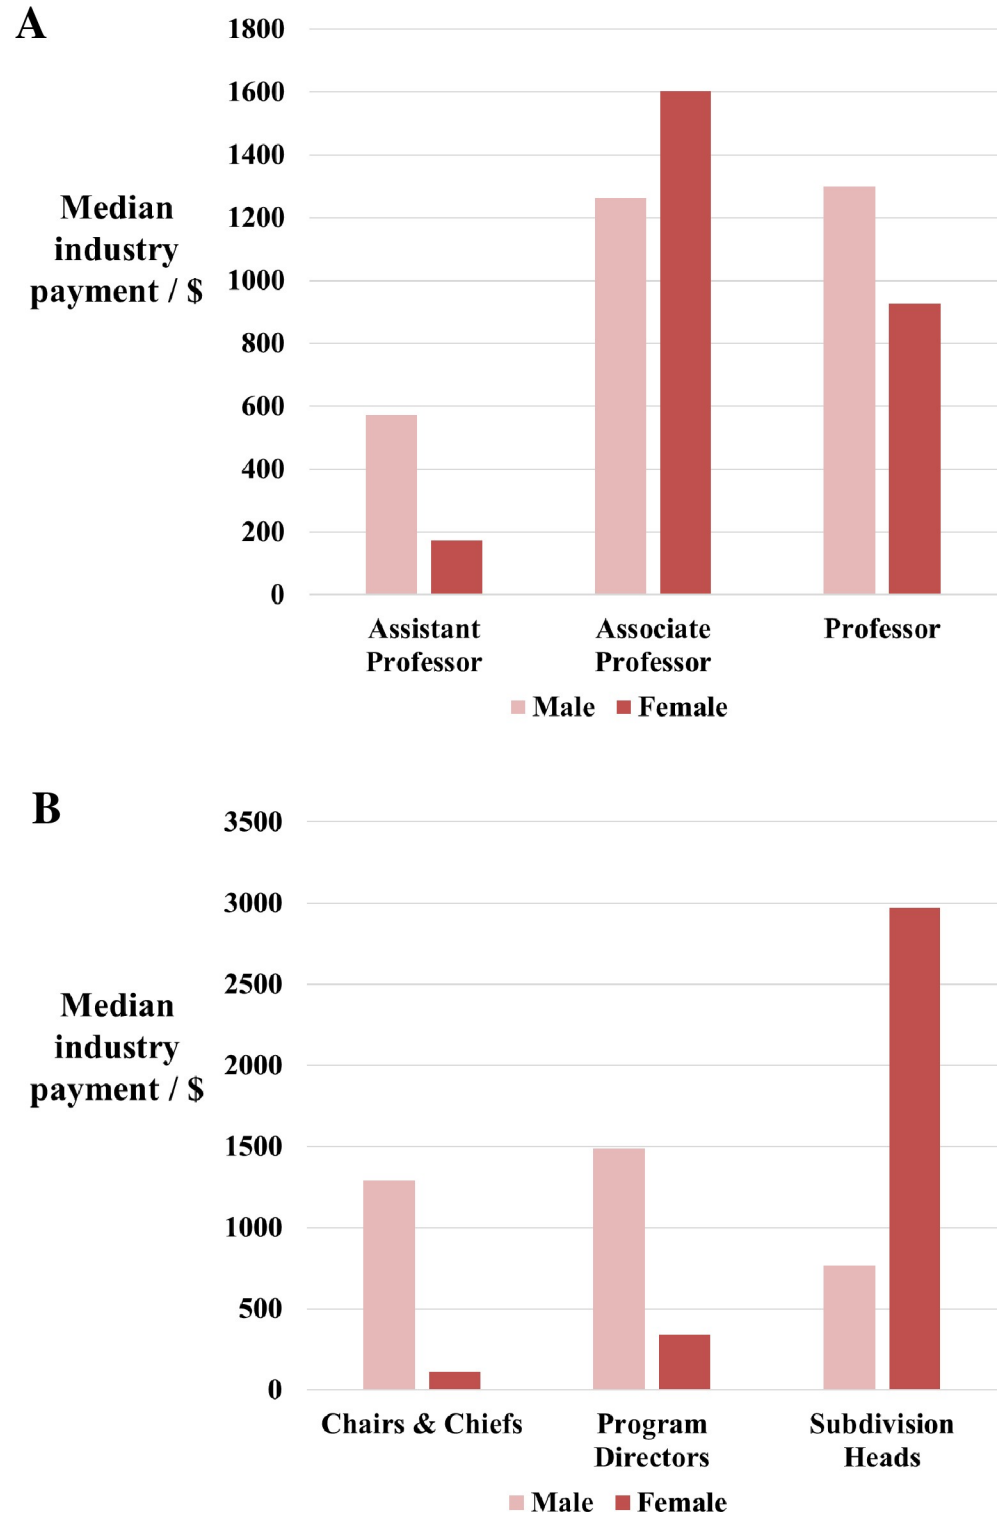 A
1800
1600
1400
1200
1000
800
600
400
200
0
Median
industry
payment / $
Assistant
Professor
Associate
Professor
Professor
Male Female
B
3500
3000
2500
2000
1500
1000
500
0
Median
industry
payment / $
Chairs & Chiefs
Program
Directors
Subdivision
Heads
Male Female